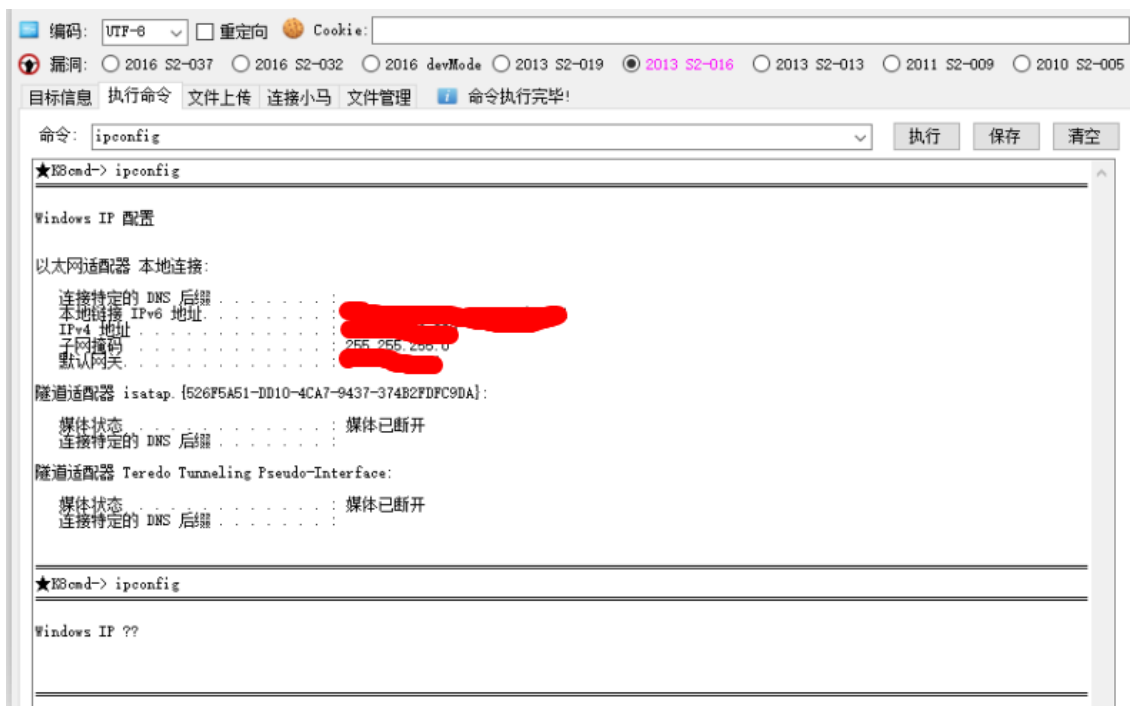 编码: UTF-8 重定向 Cookie:
漏洞: 2016 S2-037 2016 S2-032 2016 devMode 2013 S2-019 2013 S2-016 2013 S2-013 2011 S2-009 2010 S2-005
目标信息 执行命令 文件上传 连接小马 文件管理 命令执行完毕!
命令: ipconfig 执行 保存 清空
★K8cmd-> ipconfig
Windows IP 配置
以太网适配器 本地连接:
连接特定的 DNS 后缀 . . . . . . . :
本地链接 IPv6 地址. . . . . . . . :
IPv4 地址 . . . . . . . . . . . . :
子网掩码 . . . . . . . . . . . . : 255.255.255.0
默认网关. . . . . . . . . . . . . :
隧道适配器 isatap.{526F5A51-DD10-4CA7-9437-374B2FDFC9DA}:
媒体状态 . . . . . . . . . . . . : 媒体已断开
连接特定的 DNS 后缀 . . . . . . . :
隧道适配器 Teredo Tunneling Pseudo-Interface:
媒体状态 . . . . . . . . . . . . : 媒体已断开
连接特定的 DNS 后缀 . . . . . . . :
★K8cmd-> ipconfig
Windows IP ??